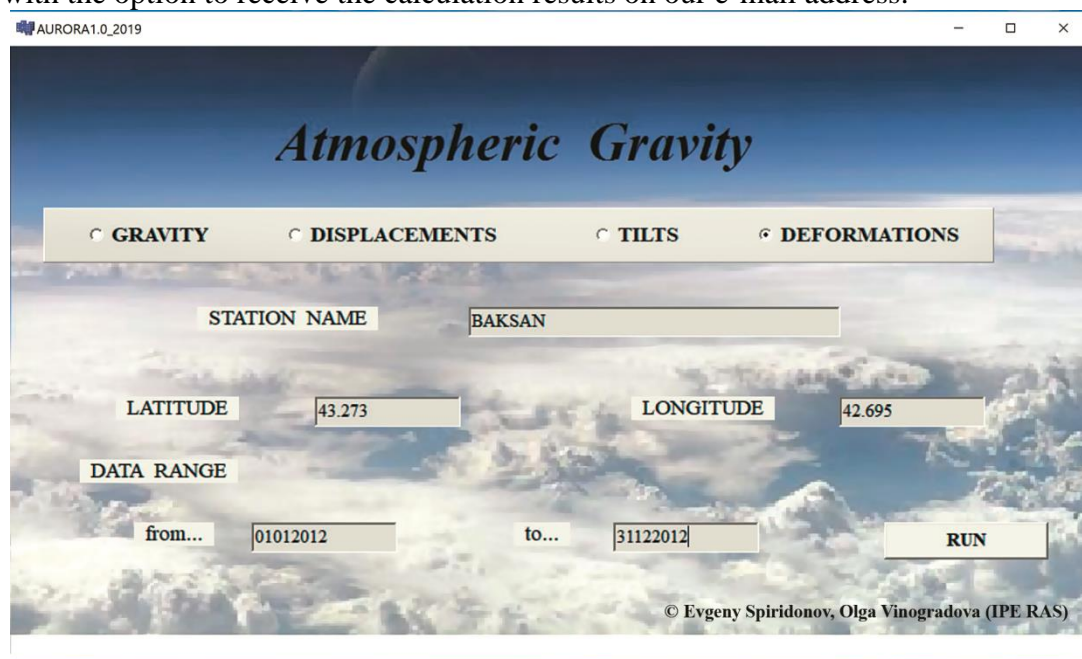 with the option to receive the calculation results on our e-mail address.
AURORA1.0_2019
Atmospheric Gravity
GRAVITY DISPLACEMENTS TILTS DEFORMATIONS
STATION NAME BAKSAN
LATITUDE 43.273 LONGITUDE 42.695
DATA RANGE
from... 01012012 to... 31122012 RUN
© Evgeny Spiridonov, Olga Vinogradova (IPE RAS)